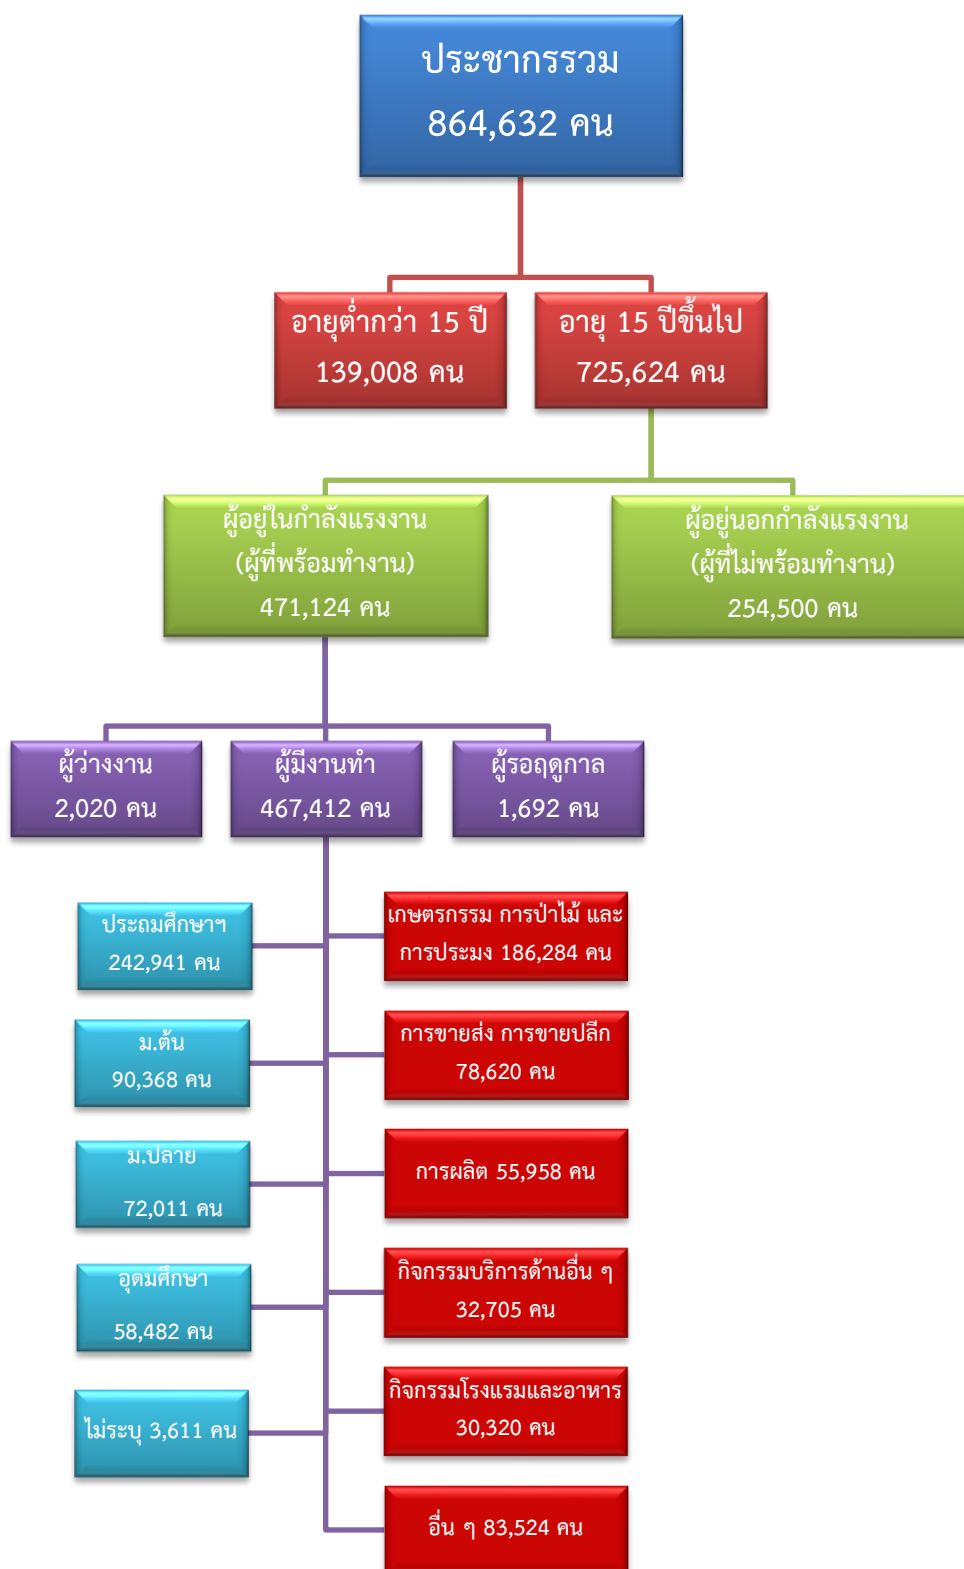 ประชากรรวม
864,632 คน
อายุต่ำกว่า 15 ปี
139,008 คน
อายุ 15 ปีขึ้นไป
725,624 คน
ผู้อยู่ในกำลังแรงงาน
(ผู้ที่พร้อมทำงาน)
471,124 คน
ผู้อยู่นอกกำลังแรงงาน
(ผู้ที่ไม่พร้อมทำงาน)
254,500 คน
ผู้ว่างงาน
2,020 คน
ผู้มีงานทำ
467,412 คน
ผู้รอฤดูกาล
1,692 คน
ประถมศึกษาฯ
242,941 คน
ม.ต้น
90,368 คน
ม.ปลาย
72,011 คน
อุดมศึกษา
58,482 คน
ไม่ระบุ 3,611 คน
เกษตรกรรม การป่าไม้ และ
การประมง 186,284 คน
การขายส่ง การขายปลีก
78,620 คน
การผลิต 55,958 คน
กิจกรรมบริการด้านอื่น ๆ
32,705 คน
กิจกรรมโรงแรมและอาหาร
30,320 คน
อื่น ๆ 83,524 คน